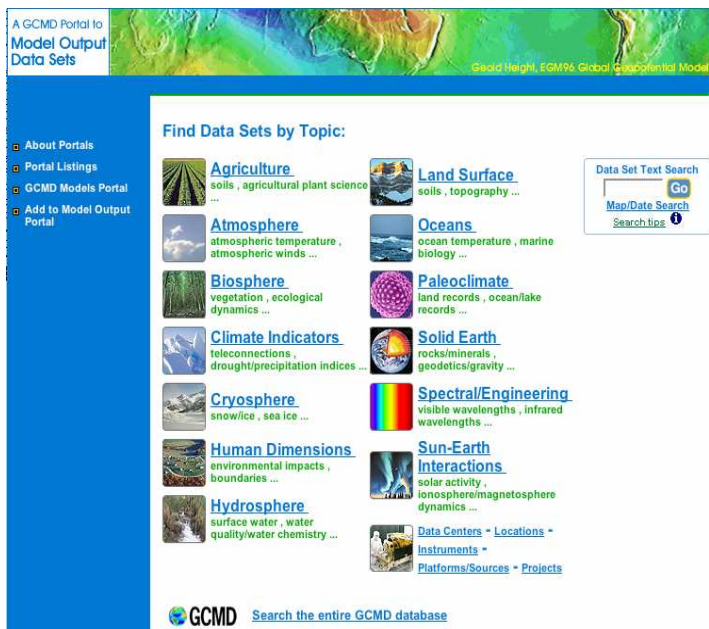 A GCMD Portal to
Model Output
Data Sets
Geoid Height, EGM96 Global Geopotential Model
About Portals
Portal Listings
GCMD Models Portal
Add to Model Output
Portal
Find Data Sets by Topic:
Agriculture
soils , agricultural plant science
...
Atmosphere
atmospheric temperature ,
atmospheric winds ...
Biosphere
vegetation , ecological
dynamics ...
Climate Indicators
teleconnections ,
drought/precipitation indices ...
Cryosphere
snow/ice , sea ice ...
Human Dimensions
environmental impacts ,
boundaries ...
Hydrosphere
surface water , water
quality/water chemistry ...
Land Surface
soils , topography ...
Oceans
ocean temperature , marine
biology ...
Paleoclimate
land records , ocean/lake
records ...
Solid Earth
rocks/minerals ,
geodetics/gravity ...
Spectral/Engineering
visible wavelengths , infrared
wavelengths ...
Sun-Earth
Interactions
solar activity ,
ionosphere/magnetosphere
dynamics ...
Data Centers - Locations -
Instruments -
Platforms/Sources - Projects
Data Set Text Search
Go
Map/Date Search
Search tips i
GCMD Search the entire GCMD database